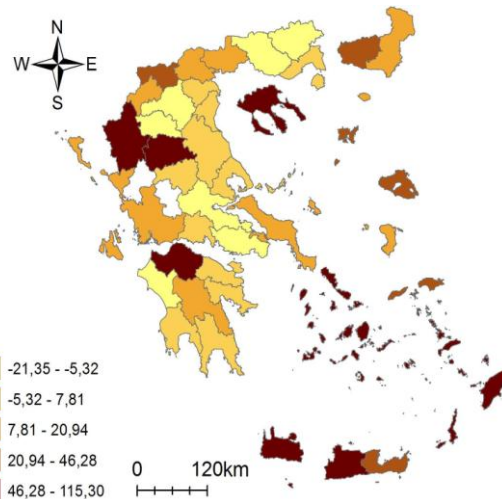 N
W E
S
-21,35 - -5,32
-5,32 - 7,81
7,81 - 20,94
20,94 - 46,28
46,28 - 115,30
0 120km